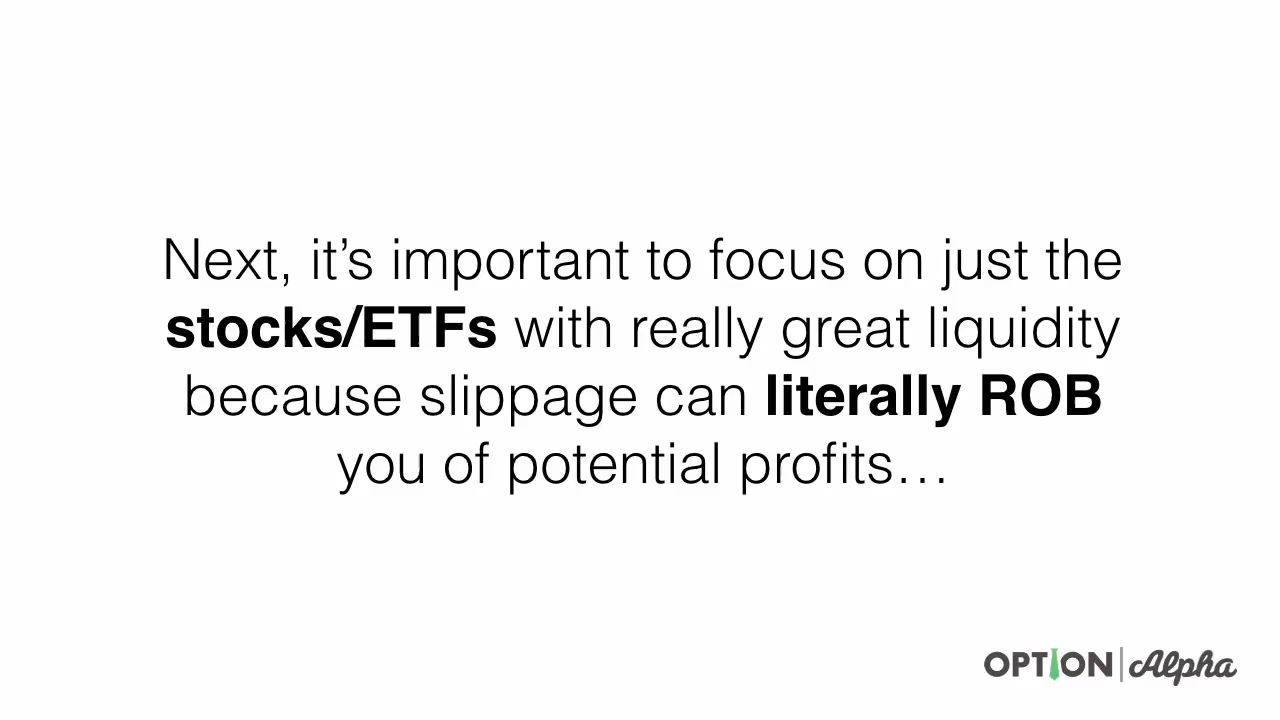 Next, it’s important to focus on just the
stocks/ETFs with really great liquidity
because slippage can literally ROB
you of potential profits…
OPTION | Alpha